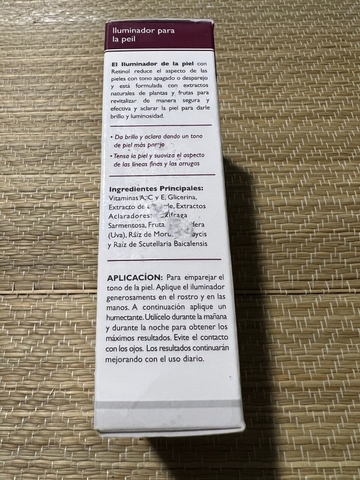 Iluminador para
la peil
El Iluminador de la piel con
Retinol reduce el aspecto de las
pieles con tono apagado o desparejo
y está formulada con extractos
naturales de plantas y frutas para
revitalizar de manera segura y
efectiva y aclarar la piel para darle
brillo y luminosidad.
• Da brillo y aclara dando un tono
de piel más
• Tensa la piel y suaviza el aspecto
de las líneas finas y las arrugas
Ingredientes Principales:
Vitaminas A, C y E, Glicerina,
Extracto de Extractos
Aclaradores:
Sarmentosa, Fruta
(Uva), Raíz de
y Raíz de Scutellaria Baicalensis
APLICACÍON: Para emparejar el
tono de la piel. Aplique el iluminador
generosaments en el rostro y en las
manos. A continuación aplique un
humectante. Utilícelo durante la mañana
y durante la noche para obtener los
máximos resultados. Evite el contacto
con los ojos. Los resultados continuarán
mejorando con el uso diario.